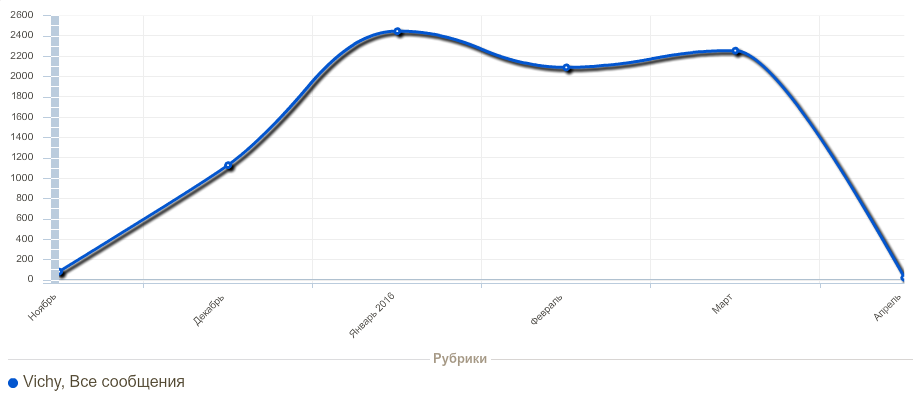 2600
2400
2200
2000
1800
1600
1400
1200
1000
800
600
400
200
0
Ноябрь
Декабрь
Январь 2016
Февраль
Март
Апрель
Рубрики
Vichy, Все сообщения